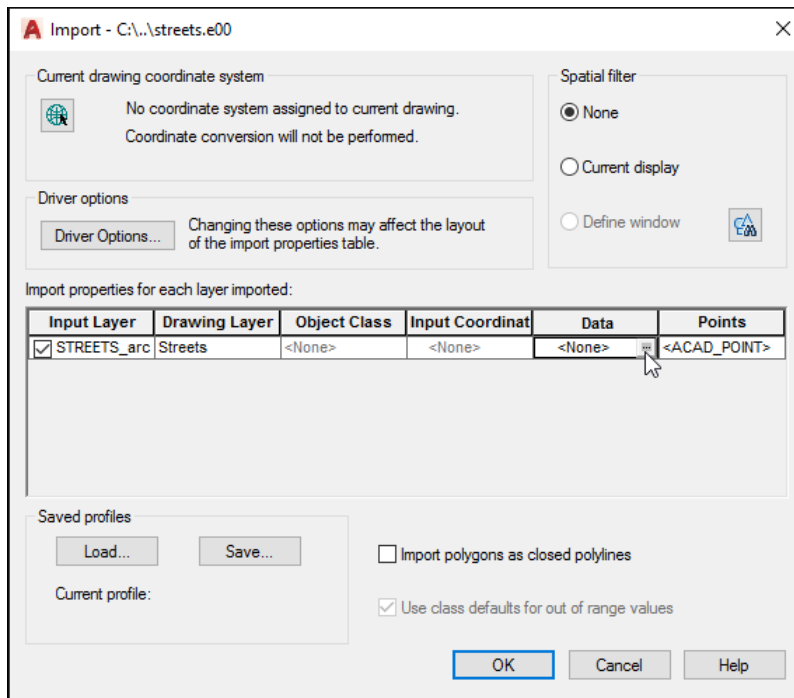 Import - C:\..\streets.e00
Current drawing coordinate system
No coordinate system assigned to current drawing.
Coordinate conversion will not be performed.
Spatial filter
None
Current display
Define window
Driver options
Driver Options...
Changing these options may affect the layout
of the import properties table.
Import properties for each layer imported:
Input Layer Drawing Layer Object Class Input Coordinat Data Points
STREETS_arc Streets <None> <None> <None> ... <ACAD_POINT>
Saved profiles
Load... Save...
Current profile:
Import polygons as closed polylines
Use class defaults for out of range values
OK Cancel Help